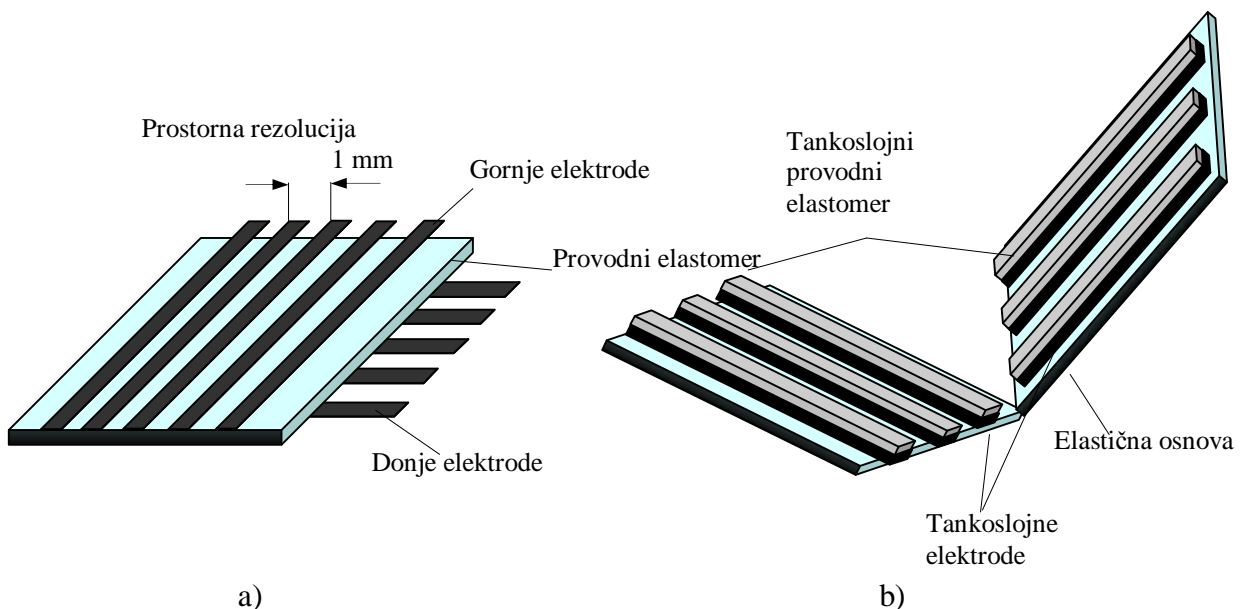 Prostorna rezolucija
1 mm
Gornje elektrode
Provodni elastomer
Donje elektrode
a)
Tankoslojni
provodni
elastomer
Elastična osnova
Tankoslojne
elektrode
b)